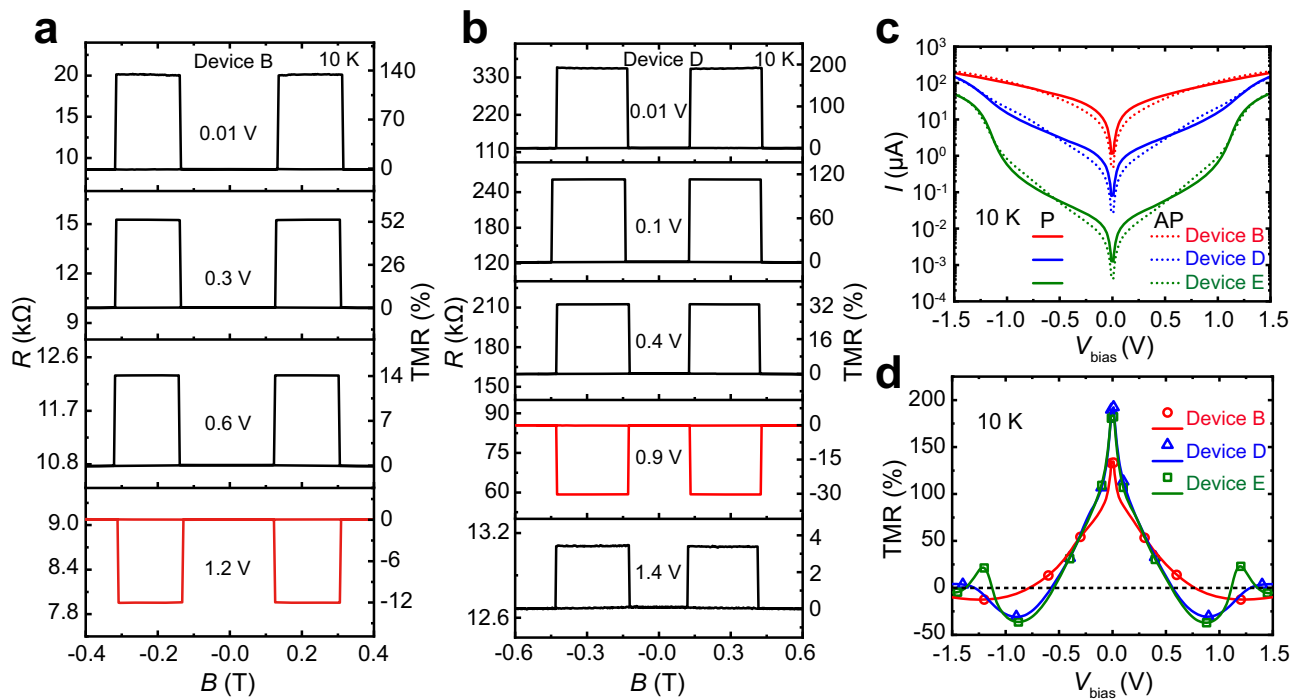 a
Device B 10 K
20
15
10
140
70
0
0.01 V
15
12
9
52
26
0
0.3 V
12.6
11.7
10.8
14
7
0
0.6 V
9.0
8.4
7.8
0
-6
-12
1.2 V
-0.4 -0.2 -0.0 0.2 0.4
B (T)
R (kΩ)
TMR (%)
b
Device D 10 K
330
220
110
200
100
0
0.01 V
240
180
120
120
60
0
0.1 V
210
180
150
32
16
0
0.4 V
90
75
60
0
-15
-30
0.9 V
13.2
12.6
4
2
0
1.4 V
-0.6 -0.3 -0.0 0.3 0.6
B (T)
R (kΩ)
TMR (%)
c
10³
10²
10¹
10⁰
10⁻¹
10⁻²
10⁻³
10⁻⁴
I (μA)
10 K P AP
Device B
Device D
Device E
-1.5 -1.0 -0.5 0.0 0.5 1.0 1.5
V_bias (V)
d
200
150
100
50
0
-50
TMR (%)
10 K
Device B
Device D
Device E
-1.5 -1.0 -0.5 0.0 0.5 1.0 1.5
V_bias (V)